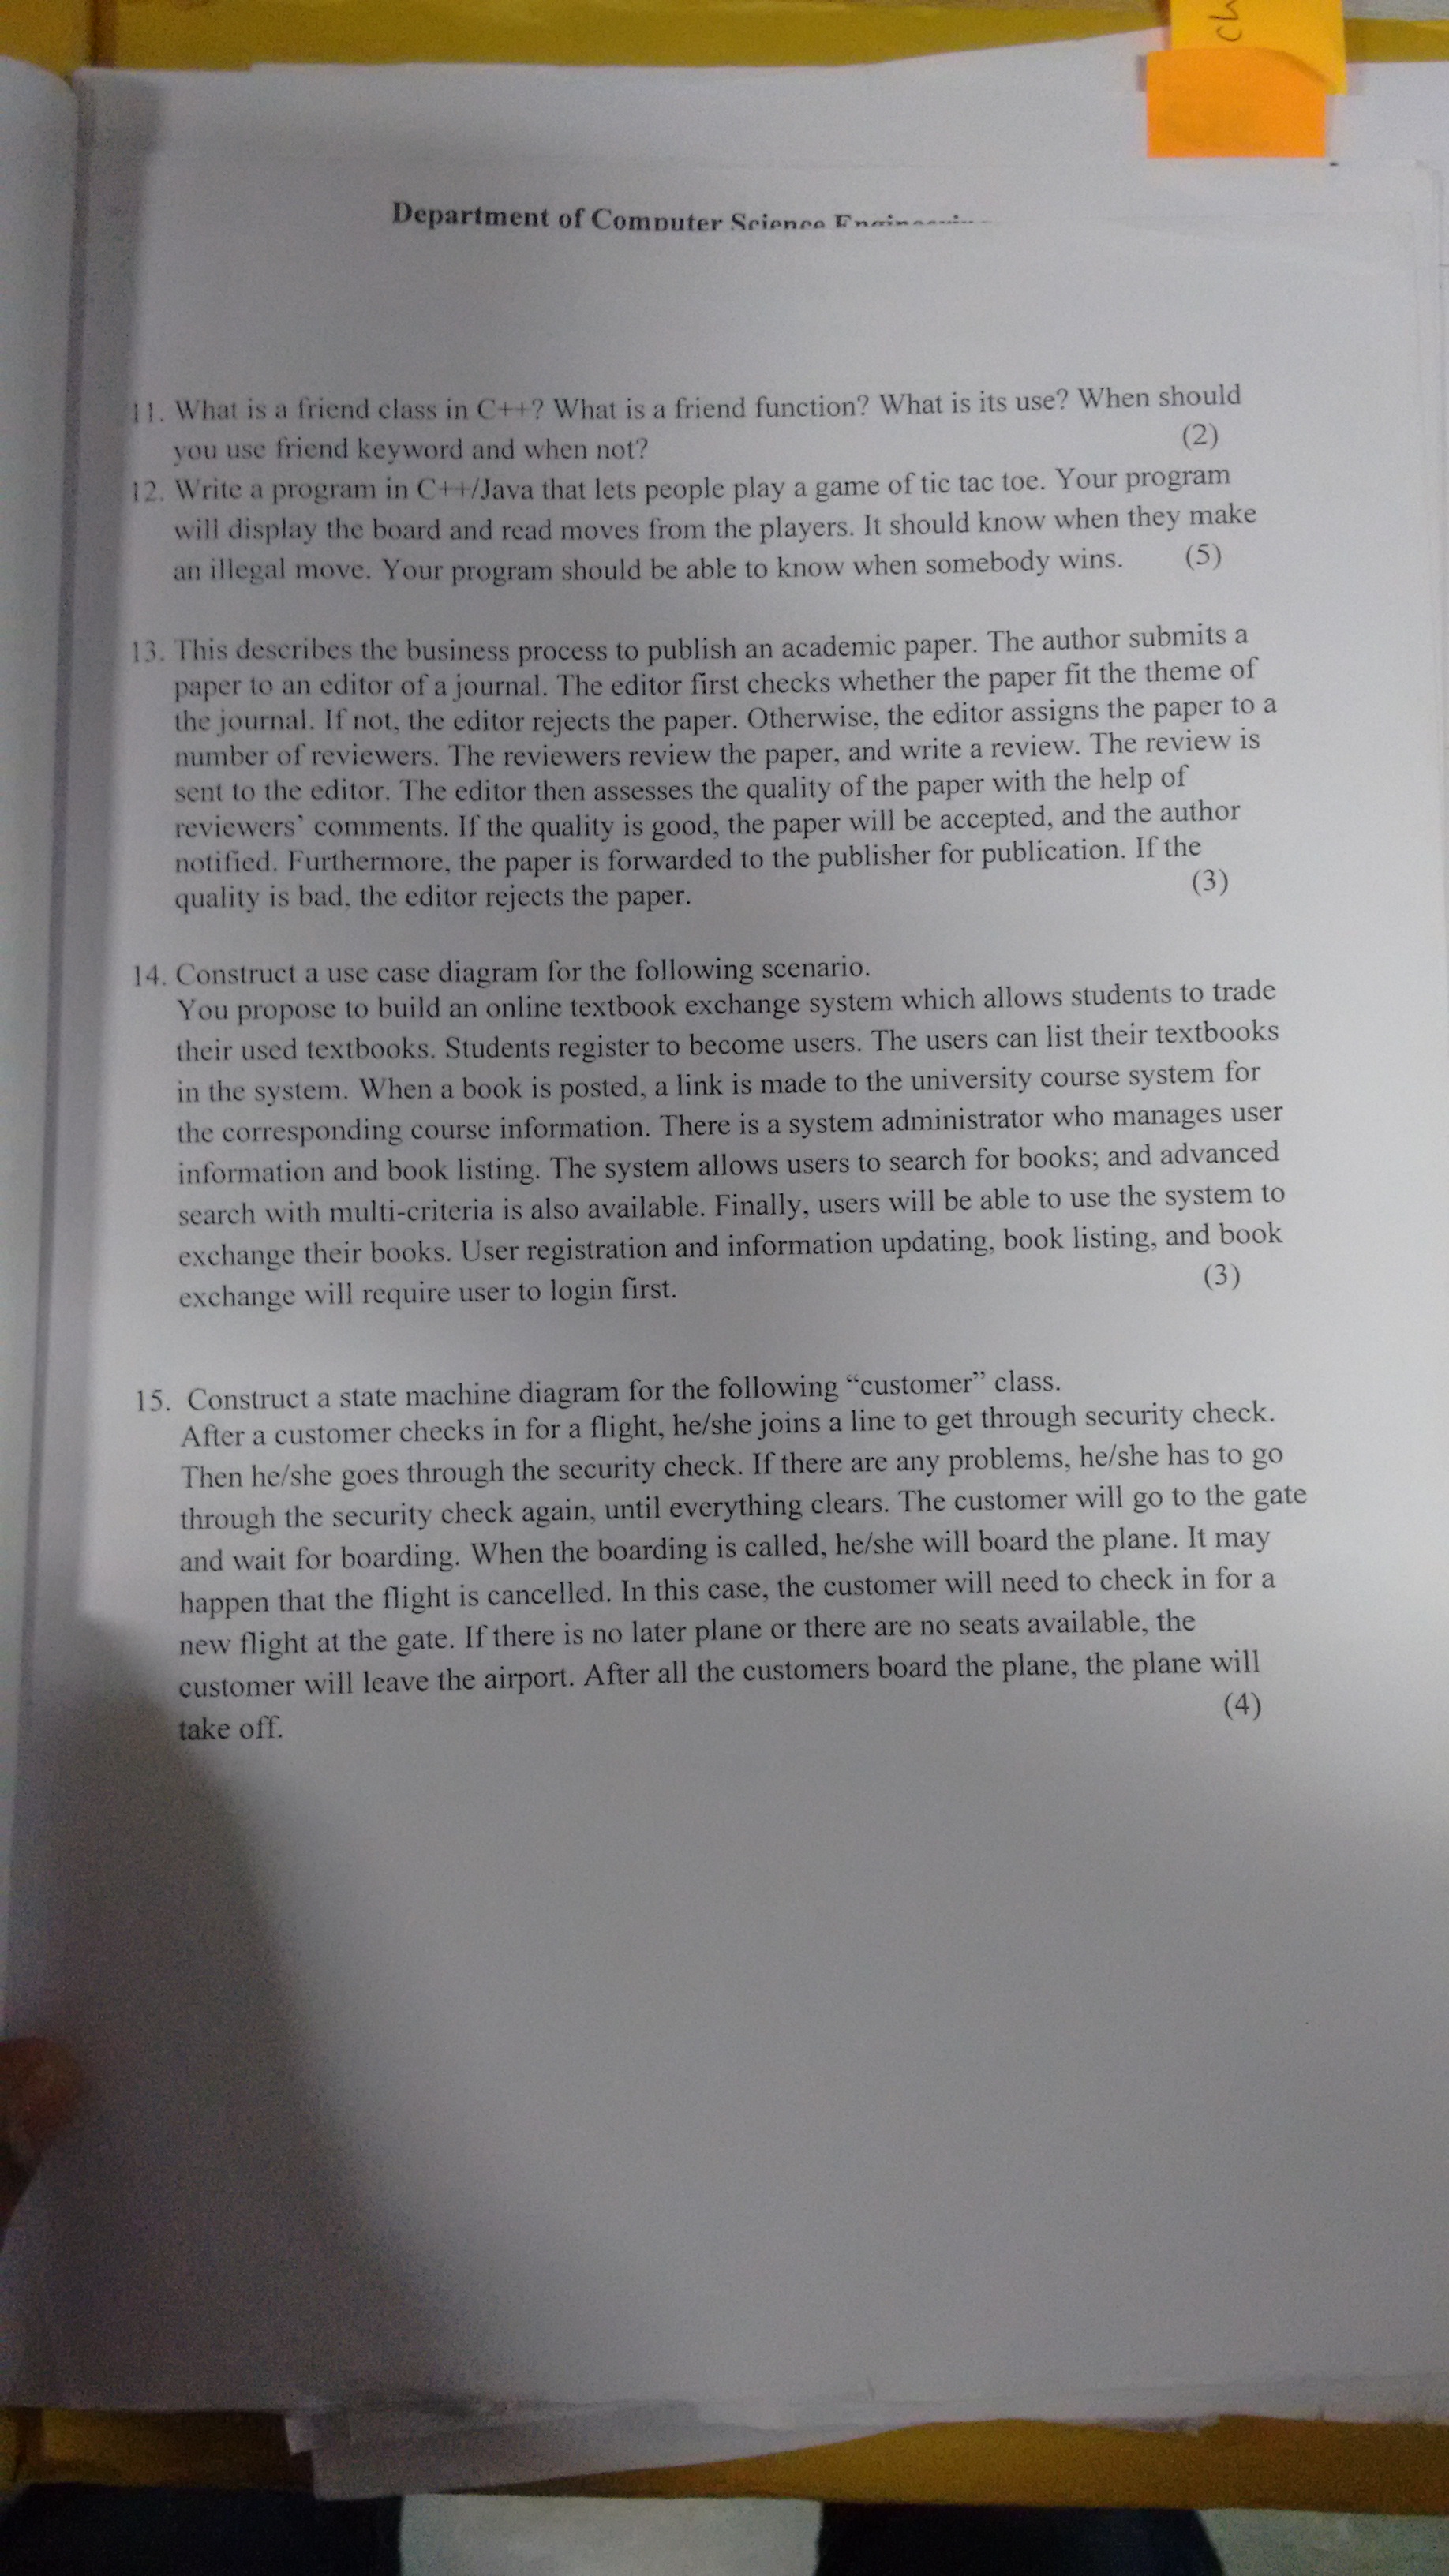 ch
Department of Computer Science
11. What is a friend class in C++? What is a friend function? What is its use? When should
you use friend keyword and when not? (2)
12. Write a program in C++/Java that lets people play a game of tic tac toe. Your program
will display the board and read moves from the players. It should know when they make
an illegal move. Your program should be able to know when somebody wins. (5)
13. This describes the business process to publish an academic paper. The author submits a
paper to an editor of a journal. The editor first checks whether the paper fit the theme of
the journal. If not, the editor rejects the paper. Otherwise, the editor assigns the paper to a
number of reviewers. The reviewers review the paper, and write a review. The review is
sent to the editor. The editor then assesses the quality of the paper with the help of
reviewers' comments. If the quality is good, the paper will be accepted, and the author
notified. Furthermore, the paper is forwarded to the publisher for publication. If the
quality is bad, the editor rejects the paper. (3)
14. Construct a use case diagram for the following scenario.
You propose to build an online textbook exchange system which allows students to trade
their used textbooks. Students register to become users. The users can list their textbooks
in the system. When a book is posted, a link is made to the university course system for
the corresponding course information. There is a system administrator who manages user
information and book listing. The system allows users to search for books; and advanced
search with multi-criteria is also available. Finally, users will be able to use the system to
exchange their books. User registration and information updating, book listing, and book
exchange will require user to login first. (3)
15. Construct a state machine diagram for the following “customer” class.
After a customer checks in for a flight, he/she joins a line to get through security check.
Then he/she goes through the security check. If there are any problems, he/she has to go
through the security check again, until everything clears. The customer will go to the gate
and wait for boarding. When the boarding is called, he/she will board the plane. It may
happen that the flight is cancelled. In this case, the customer will need to check in for a
new flight at the gate. If there is no later plane or there are no seats available, the
customer will leave the airport. After all the customers board the plane, the plane will
take off. (4)